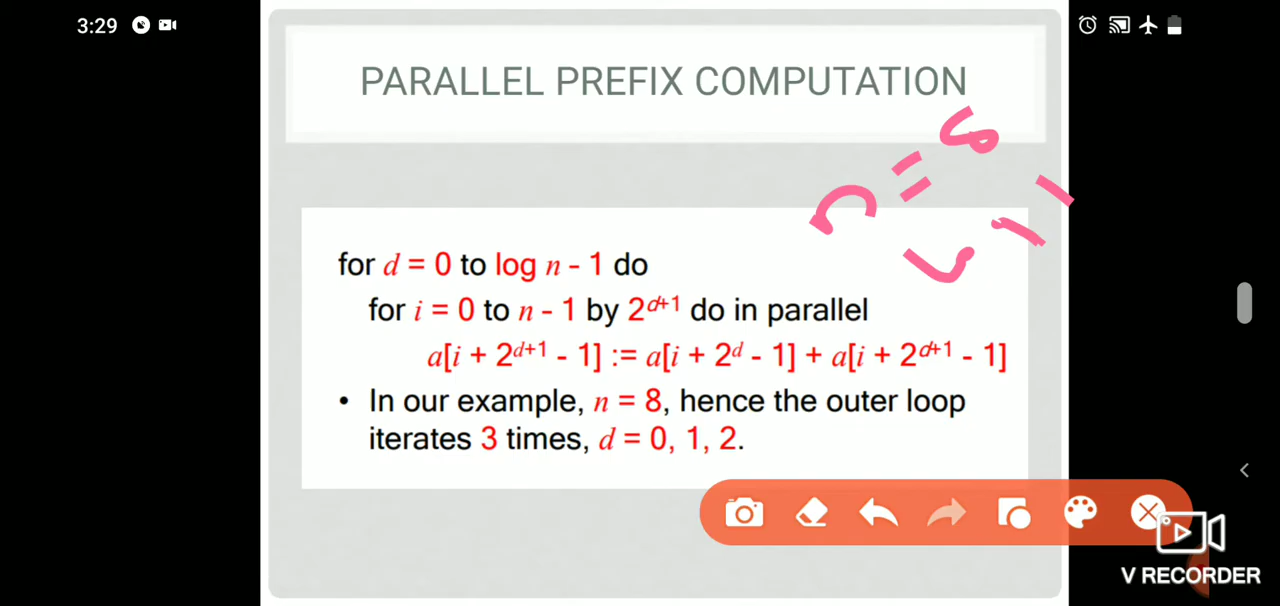 3:29
PARALLEL PREFIX COMPUTATION
for d = 0 to log n - 1 do
for i = 0 to n - 1 by 2ᵈ⁺¹ do in parallel
a[i + 2ᵈ⁺¹ - 1] := a[i + 2ᵈ - 1] + a[i + 2ᵈ⁺¹ - 1]
• In our example, n = 8, hence the outer loop
iterates 3 times, d = 0, 1, 2.
V RECORDER